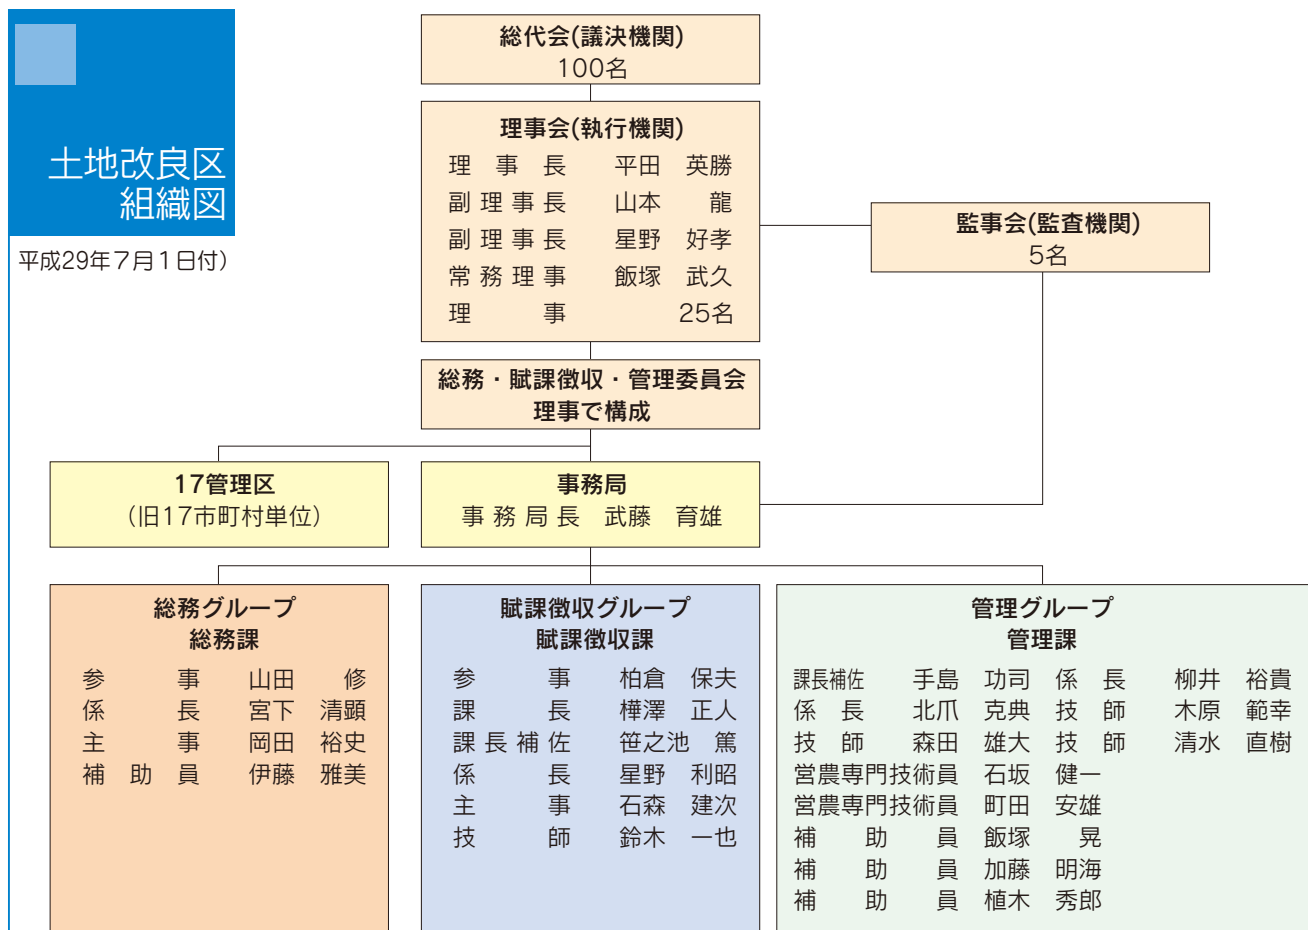 土地改良区
組織図
平成29年７月１日付）
総代会(議決機関)
100名
理事会(執行機関)
理事長 平田 英勝
副理事長 山本 龍
副理事長 星野 好孝
常務理事 飯塚 武久
理事 25名
監事会(監査機関)
5名
総務・賦課徴収・管理委員会
理事で構成
17管理区
（旧17市町村単位）
事務局
事務局長 武藤 育雄
総務グループ
総務課
参事 山田 修
係長 宮下 清顕
主事 岡田 裕史
補助員 伊藤 雅美
賦課徴収グループ
賦課徴収課
参事 柏倉 保夫
課長 樺澤 正人
課長補佐 笹之池 篤
係長 星野 利昭
主事 石森 建次
技師 鈴木 一也
管理グループ
管理課
課長補佐 手島 功司 係長 柳井 裕貴
係長 北爪 克典 技師 木原 範幸
技師 森田 雄大 技師 清水 直樹
営農専門技術員 石坂 健一
営農専門技術員 町田 安雄
補助員 飯塚 晃
補助員 加藤 明海
補助員 植木 秀郎